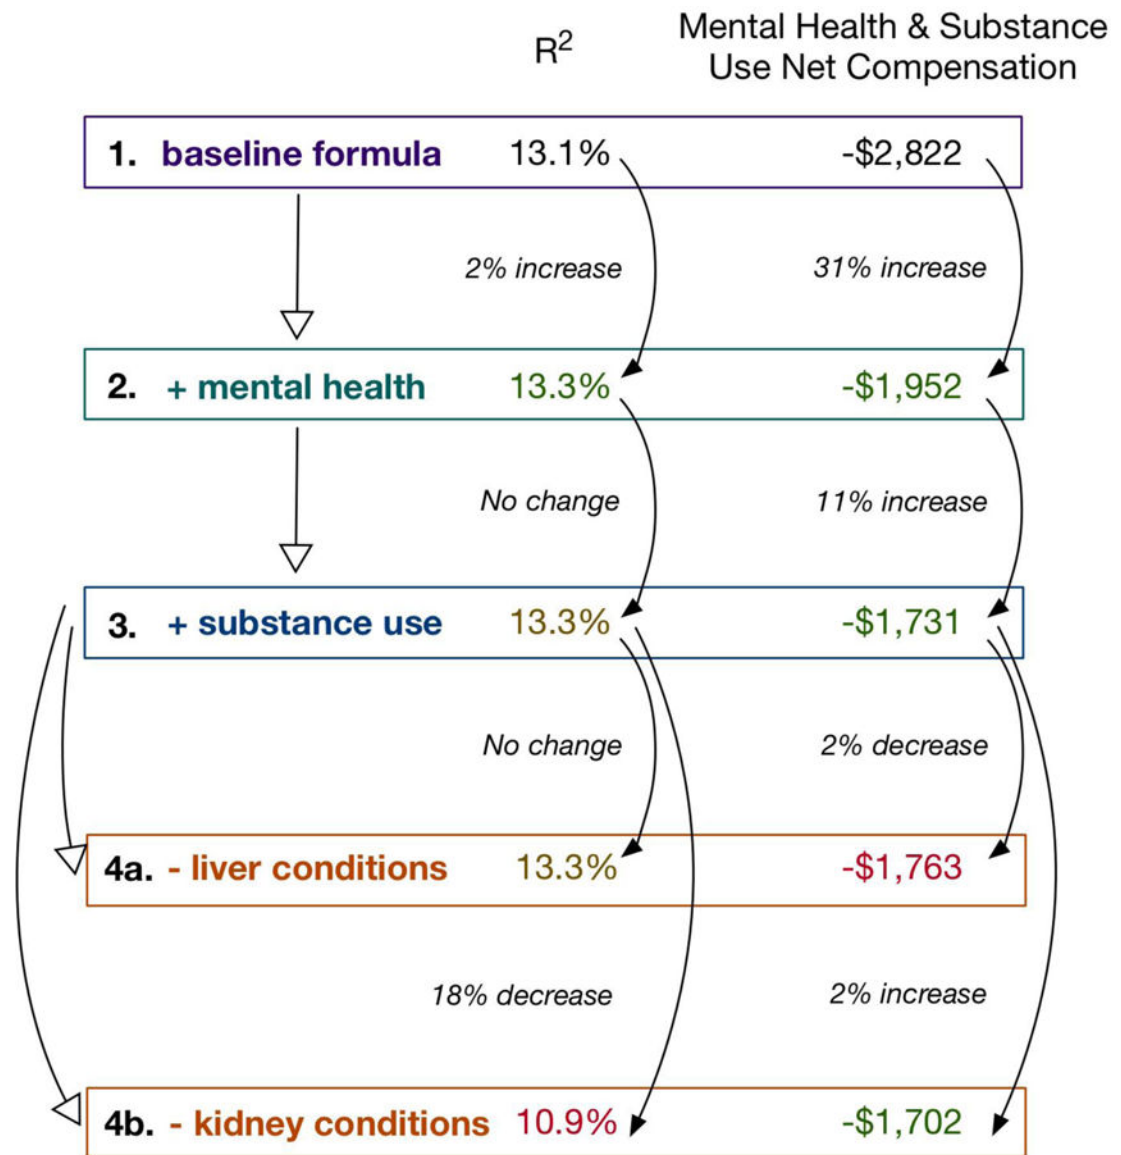 R²
Mental Health & Substance
Use Net Compensation
1. baseline formula 13.1% -$2,822
2% increase 31% increase
2. + mental health 13.3% -$1,952
No change 11% increase
3. + substance use 13.3% -$1,731
No change 2% decrease
4a. - liver conditions 13.3% -$1,763
18% decrease 2% increase
4b. - kidney conditions 10.9% -$1,702